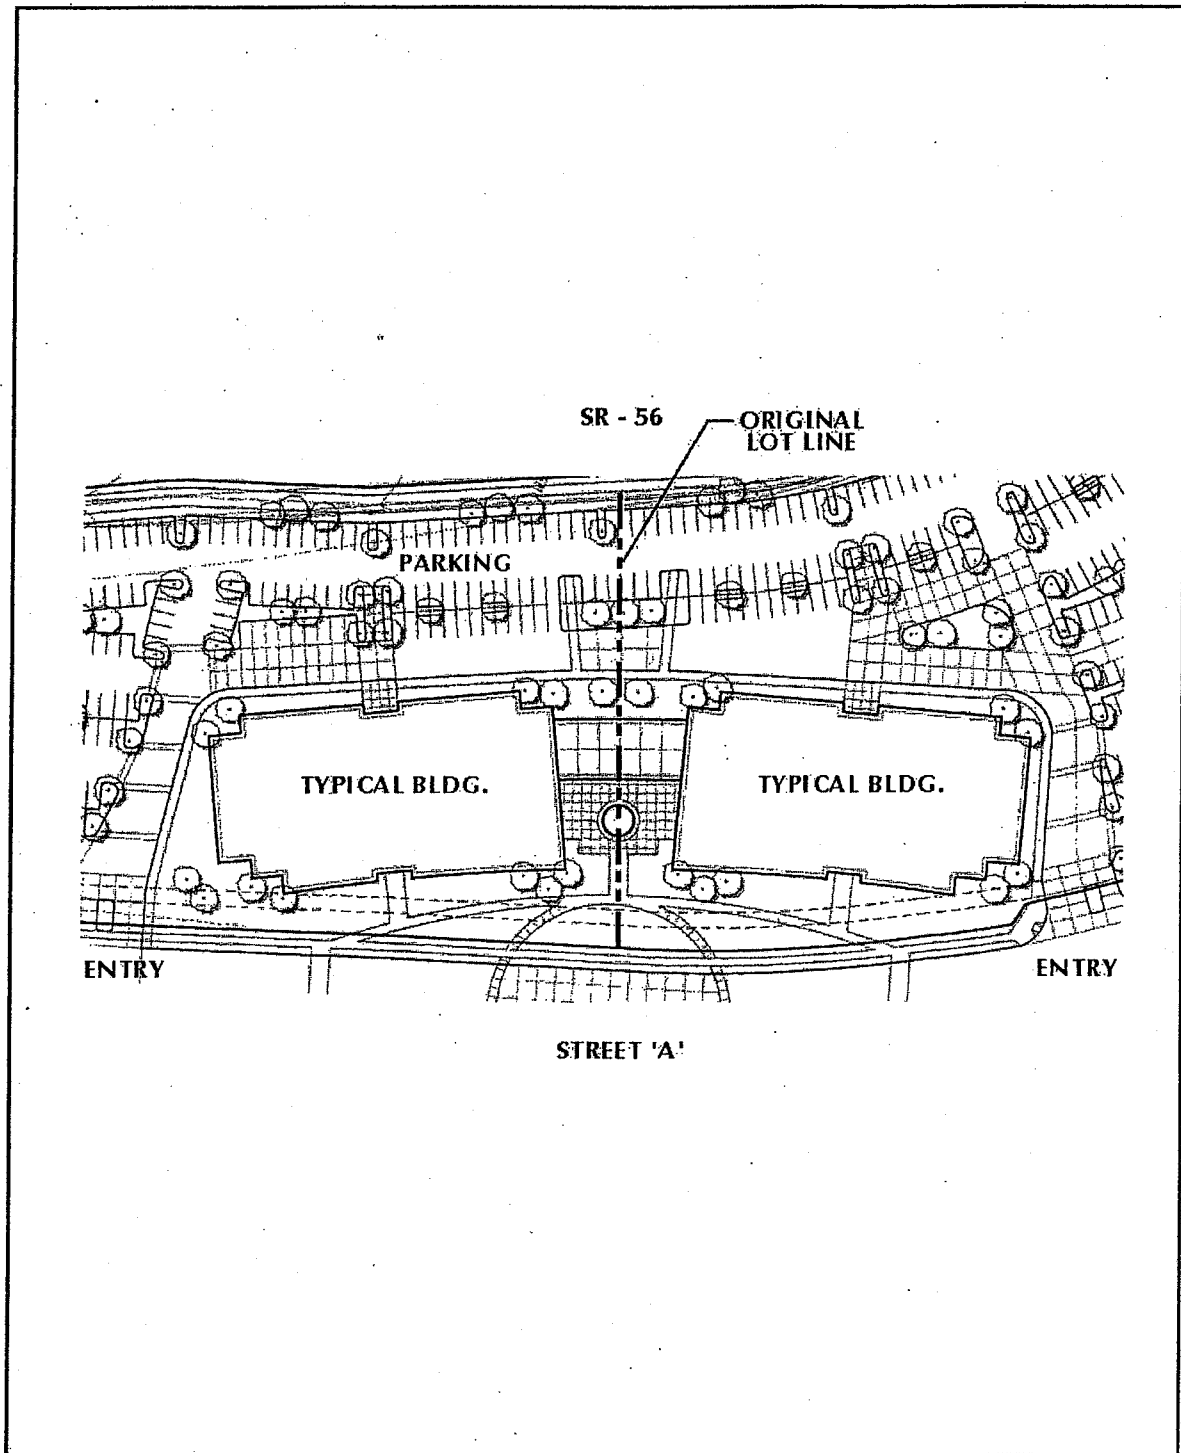 SR - 56
ORIGINAL
LOT LINE
PARKING
TYPICAL BLDG.
TYPICAL BLDG.
ENTRY
ENTRY
STREET 'A'